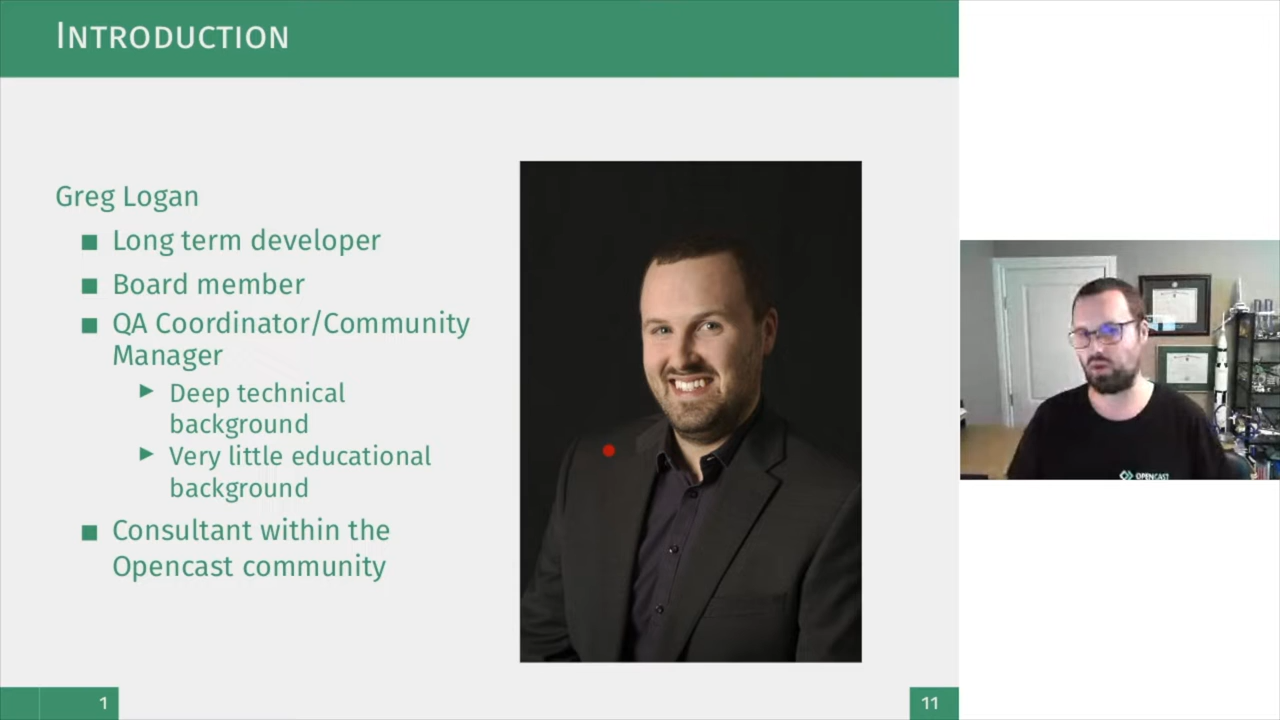 INTRODUCTION
Greg Logan
Long term developer
Board member
QA Coordinator/Community
Manager
Deep technical
background
Very little educational
background
Consultant within the
Opencast community
1
11
OPENCAST